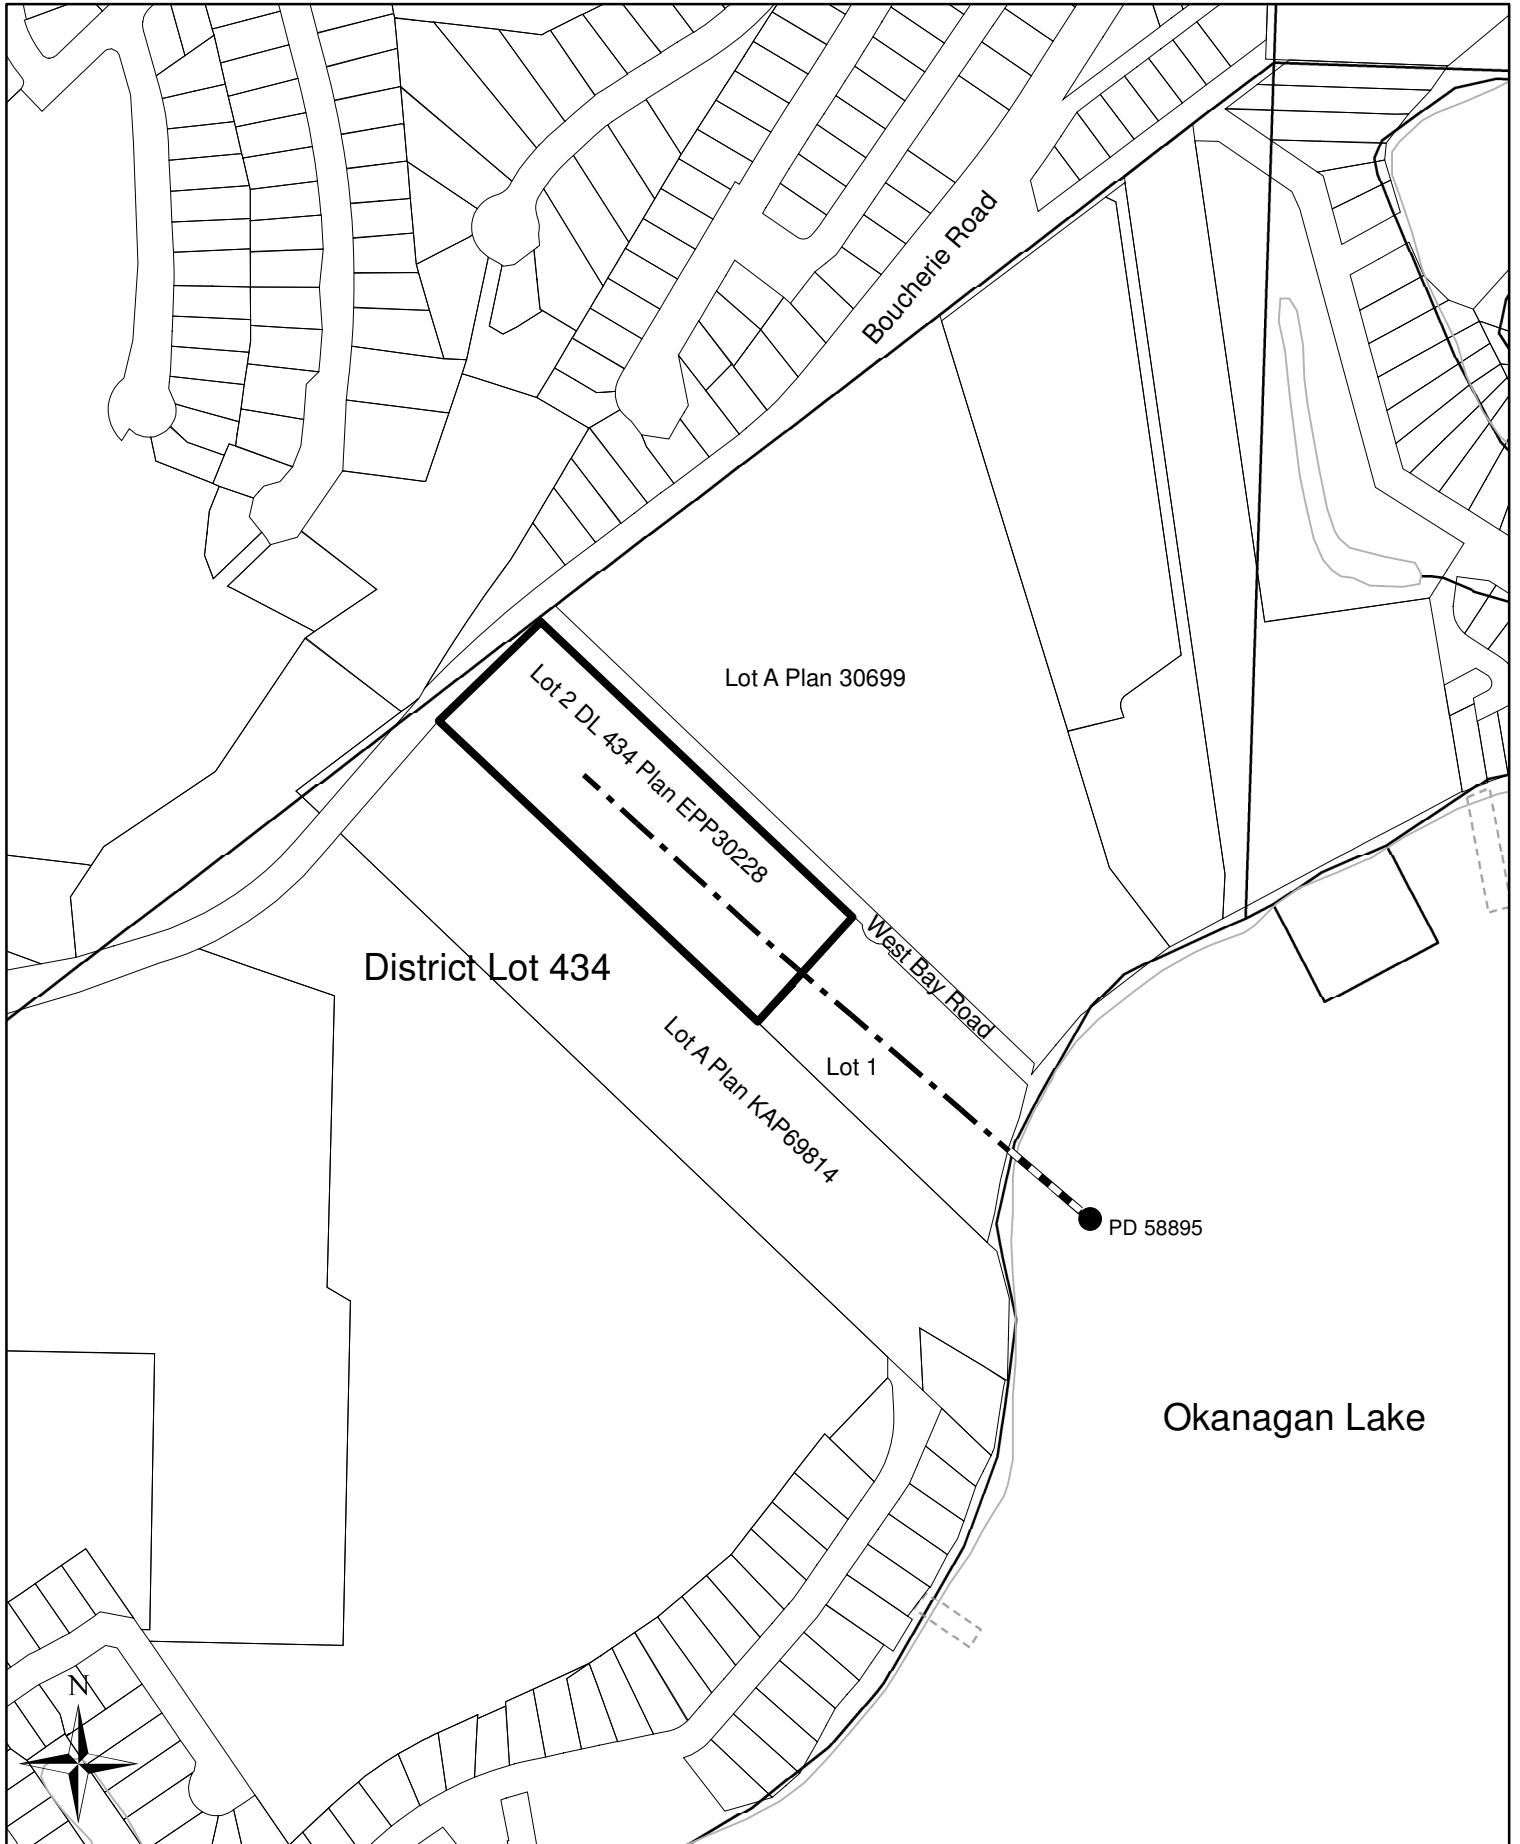 Boucherie Road
Lot A Plan 30699
Lot 2 DL 434 Plan EPP30228
West Bay Road
District Lot 434
Lot 1
Lot A Plan KAP69814
PD 58895
Okanagan Lake
N